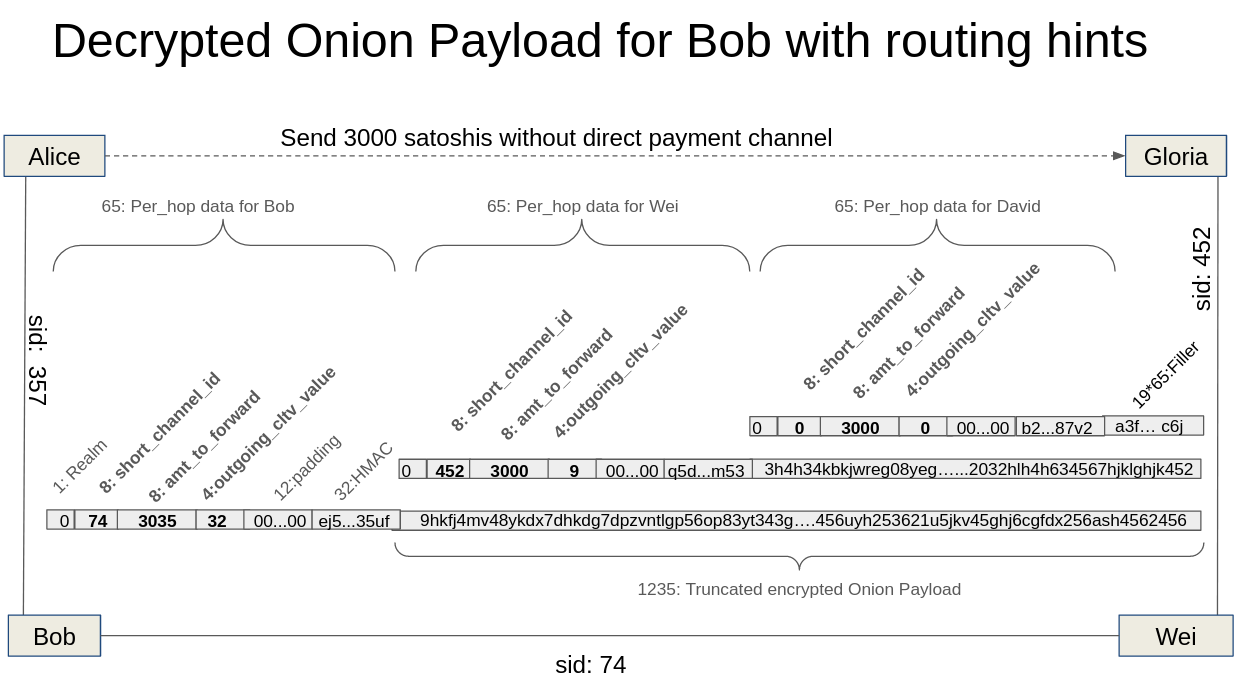 Decrypted Onion Payload for Bob with routing hints
Send 3000 satoshis without direct payment channel
Alice
Gloria
65: Per_hop data for Bob
65: Per_hop data for Wei
65: Per_hop data for David
sid: 452
sid: 357
8: short_channel_id
8: amt_to_forward
4:outgoing_cltv_value
19*65:Filler
0 0 3000 0 00...00 b2...87v2 a3f... c6j
8: short_channel_id
8: amt_to_forward
4:outgoing_cltv_value
0 452 3000 9 00...00 q5d...m53 3h4h34kbkjwreg08yeg…...2032hlh4h634567hjklghjk452
1: Realm
8: short_channel_id
8: amt_to_forward
4:outgoing_cltv_value
12:padding
32:HMAC
0 74 3035 32 00...00 ej5...35uf 9hkfj4mv48ykdx7dhkdg7dpzvntlgp56op83yt343g….456uyh253621u5jkv45ghj6cgfdx256ash4562456
1235: Truncated encrypted Onion Payload
Bob
Wei
sid: 74